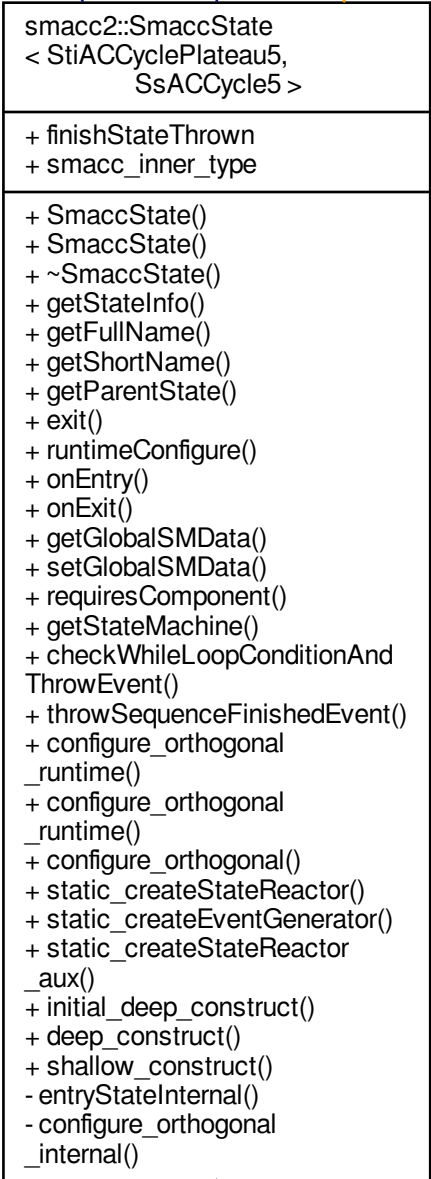 smacc2::SmaccState
< StiACCyclePlateau5,
SsACCycle5 >
+ finishStateThrown
+ smacc_inner_type
+ SmaccState()
+ SmaccState()
+ ~SmaccState()
+ getStateInfo()
+ getFullName()
+ getShortName()
+ getParentState()
+ exit()
+ runtimeConfigure()
+ onEntry()
+ onExit()
+ getGlobalSMData()
+ setGlobalSMData()
+ requiresComponent()
+ getStateMachine()
+ checkWhileLoopConditionAnd
ThrowEvent()
+ throwSequenceFinishedEvent()
+ configure_orthogonal
_runtime()
+ configure_orthogonal
_runtime()
+ configure_orthogonal()
+ static_createStateReactor()
+ static_createEventGenerator()
+ static_createStateReactor
_aux()
+ initial_deep_construct()
+ deep_construct()
+ shallow_construct()
- entryStateInternal()
- configure_orthogonal
_internal()